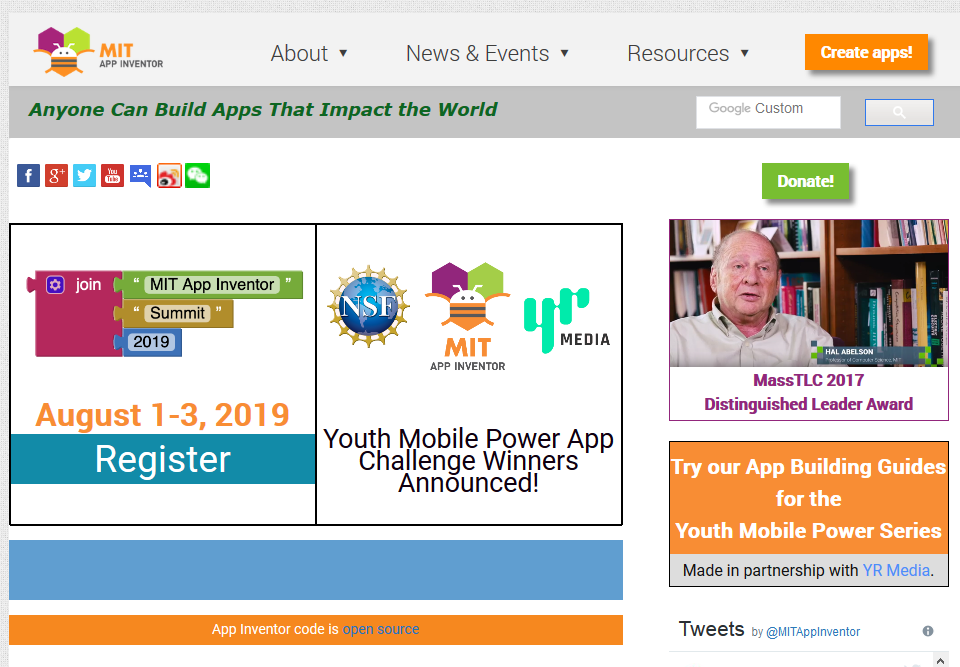 MIT
APP INVENTOR
About ▼
News & Events ▼
Resources ▼
Create apps!
Anyone Can Build Apps That Impact the World
Google Custom
f
g+
You
Tube
Donate!
join
“ MIT App Inventor ”
“ Summit ”
2019
August 1-3, 2019
Register
NSF
MIT
APP INVENTOR
yr
MEDIA
Youth Mobile Power App
Challenge Winners
Announced!
HAL ABELSON
Professor of Computer Science, MIT
MassTLC 2017
Distinguished Leader Award
Try our App Building Guides
for the
Youth Mobile Power Series
Made in partnership with YR Media.
App Inventor code is open source
Tweets by @MITAppInventor